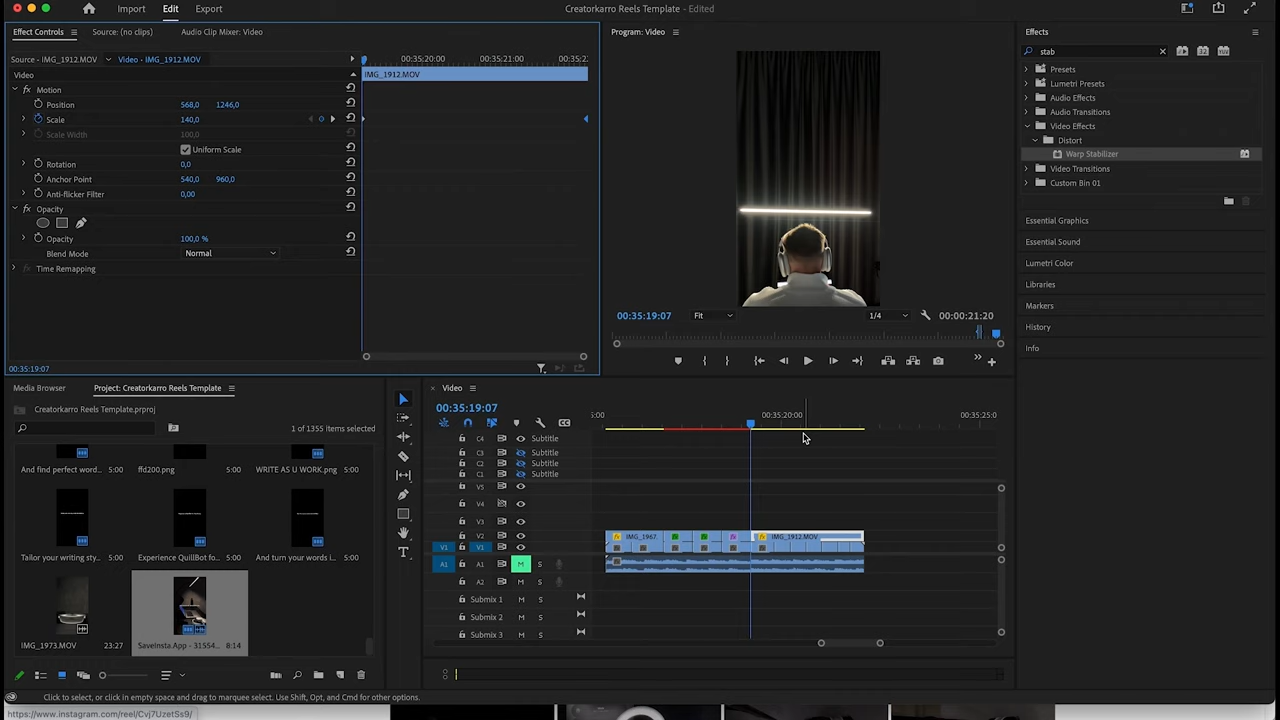 Import Edit Export Creatorkarro Reels Template - Edited
Effect Controls Source: (no clips) Audio Clip Mixer: Video
Source - IMG_1912.MOV Video - IMG_1912.MOV 00:35:20:00 00:35:21:00 00:35:2
Video IMG_1912.MOV
Motion
Position 568,0 1246,0
Scale 140,0
Scale Width 100,0
Uniform Scale
Rotation 0,0
Anchor Point 540,0 960,0
Anti-flicker Filter 0,00
Opacity
Opacity 100,0 %
Blend Mode Normal
Time Remapping
00:35:19:07
Program: Video
00:35:19:07 Fit 1/4 00:00:21:20
Effects
stab
Presets
Lumetri Presets
Audio Effects
Audio Transitions
Video Effects
Distort
Warp Stabilizer
Video Transitions
Custom Bin 01
Essential Graphics
Essential Sound
Lumetri Color
Libraries
Markers
History
Info
Media Browser Project: Creatorkarro Reels Template
Creatorkarro Reels Template.prproj
1 of 1355 Items selected
And find perfect word... 5:00 ffd200.png 5:00 WRITE AS U WORK.png 5:00
Tailor your writing sty... 5:00 Experience QuillBot fo... 5:00 And turn your words i... 5:00
IMG_1973.MOV 23:27 SaveInsta.App - 31554... 8:14
Video
00:35:19:07 5:00 00:35:20:00 00:35:25:0
C4 Subtitle
C3 Subtitle
C2 Subtitle
C1 Subtitle
V5
V4
V3
V2 IMG_1967. IMG_1912.MOV
V1 V1
A1 A1 M S
A2 M S
Submix 1 M S
Submix 2 M S
Submix 3 M S
Click to select, or click in empty space and drag to marquee select. Use Shift, Opt, and Cmd for other options.
https://www.instagram.com/reel/Cvj7UzetSs9/